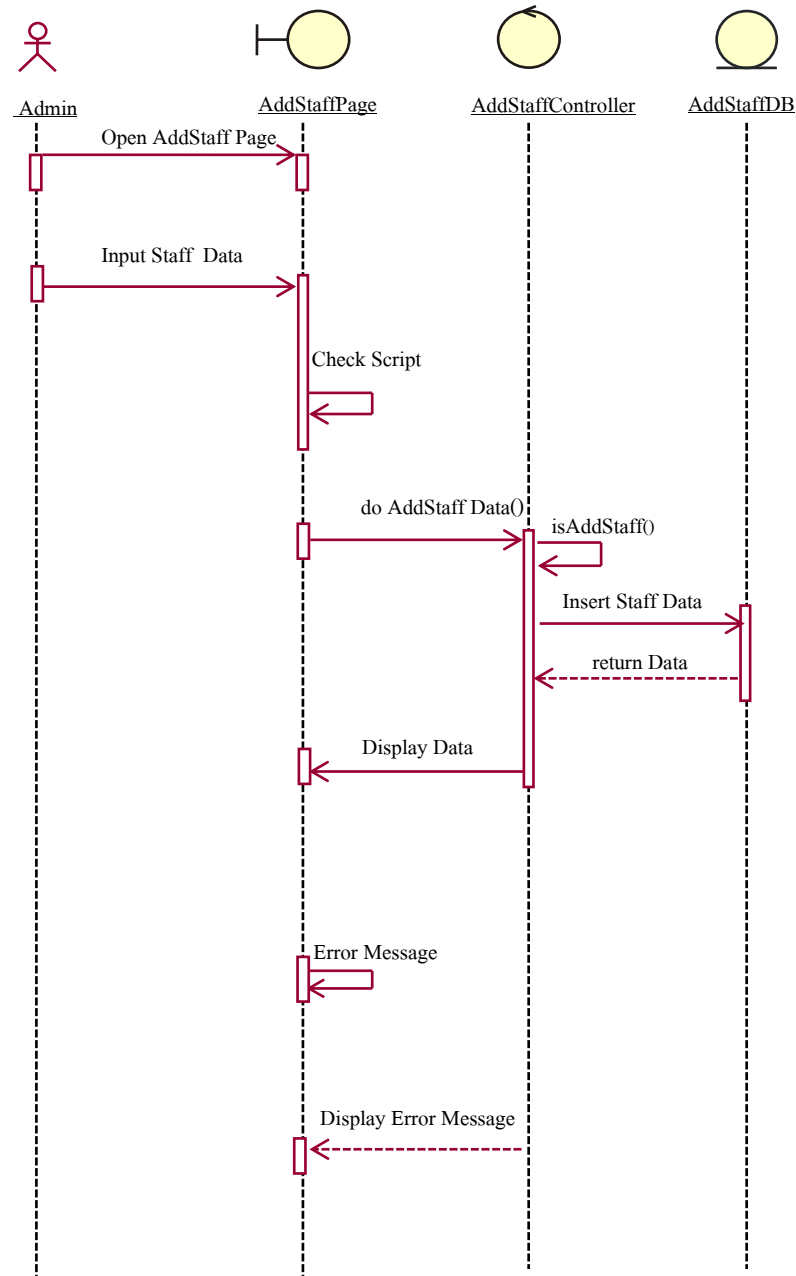 Admin
AddStaffPage
AddStaffController
AddStaffDB
Open AddStaff Page
Input Staff  Data
Check Script
do AddStaff Data()
isAddStaff()
Insert Staff Data
return Data
Display Data
Error Message
Display Error Message